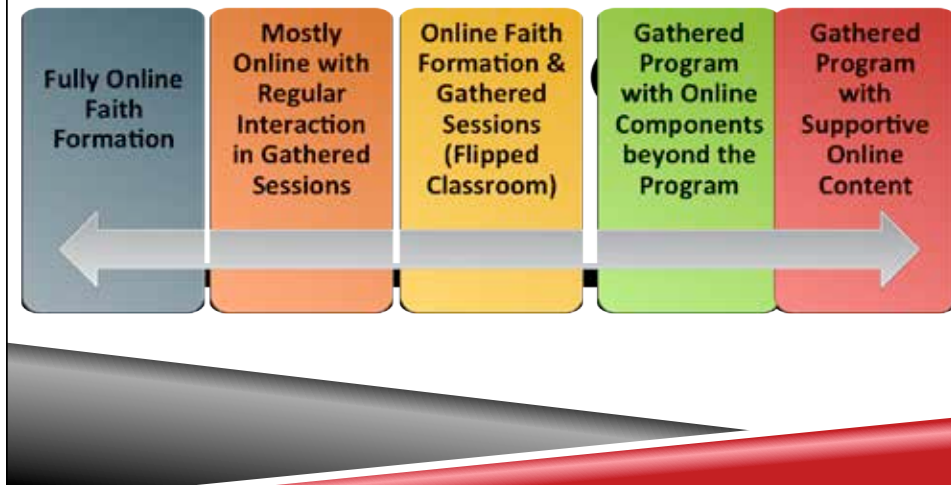 Fully Online
Faith
Formation
Mostly
Online with
Regular
Interaction
in Gathered
Sessions
Online Faith
Formation &
Gathered
Sessions
(Flipped
Classroom)
Gathered
Program
with Online
Components
beyond the
Program
Gathered
Program
with
Supportive
Online
Content